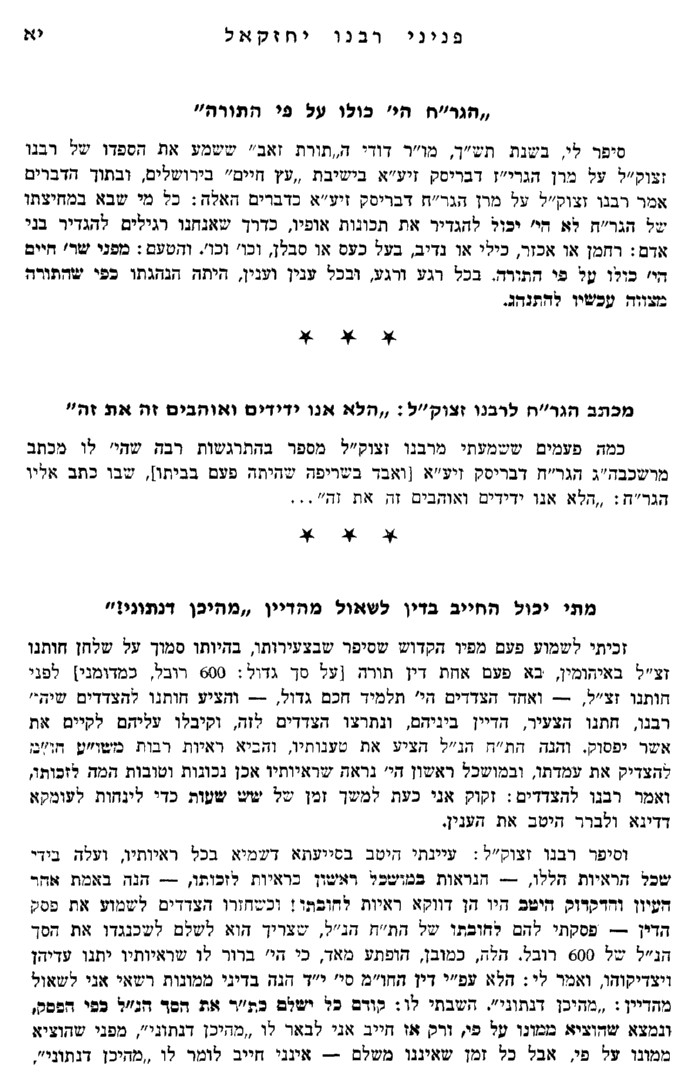 פניני רבנו יחזקאל יא
„הגר"ח הי' כולו על פי התורה"
סיפר לי, בשנת תש"ך, מו"ר דודי ה„תורת זאב" ששמע את הספדו של רבנו
זצוק"ל על מרן הגרי"ז דבריסק זיע"א בישיבת „עץ חיים" בירושלים, ובתוך הדברים
אמר רבנו זצוק"ל על מרן הגר"ח דבריסק זיע"א כדברים האלה: כל מי שבא במחיצתו
של הגר"ח לא הי' יכול להגדיר את תכונות אופיו, כדרך שאנחנו רגילים להגדיר בני
אדם: רחמן או אכזר, כילי או נדיב, בעל כעס או סבלן, וכו' וכו'. והטעם: מפני שר' חיים
הי' כולו על פי התורה. בכל רגע ורגע, ובכל ענין וענין, היתה הנהגתו כפי שהתורה
מצווה עכשיו להתנהג.
★ ★ ★
מכתב הגר"ח לרבנו זצוק"ל: „הלא אנו ידידים ואוהבים זה את זה"
כמה פעמים ששמעתי מרבנו זצוק"ל מספר בהתרגשות רבה שהי' לו מכתב
מרשכבה"ג הגר"ח דבריסק זיע"א [ואבד בשריפה שהיתה פעם בביתו], שבו כתב אליו
הגר"ח: „הלא אנו ידידים ואוהבים זה את זה"...
★ ★ ★
מתי יכול החייב בדין לשאול מהדיין „מהיכן דנתוני!"
זכיתי לשמוע פעם מפיו הקדוש שסיפר שבצעירותו, בהיותו סמוך על שלחן חותנו
זצ"ל באיהומין, בא פעם אחת דין תורה [על סך גדול: 600 רובל, כמדומני] לפני
חותנו זצ"ל, — ואחד הצדדים הי' תלמיד חכם גדול, — והציע חותנו להצדדים שיהי'
רבנו, חתנו הצעיר, הדיין ביניהם, ונתרצו הצדדים לזה, וקיבלו עליהם לקיים את
אשר יפסוק. והנה הת"ח הנ"ל הציע את טענותיו, והביא ראיות רבות משו"ע חו"מ
להצדיק את עמדתו, ובמושכל ראשון הי' נראה שראיותיו אכן נכונות וטובות המה לזכותו,
ואמר רבנו להצדדים: זקוק אני כעת למשך זמן של שש שעות כדי לינחות לעומקא
דדינא ולברר היטב את הענין.
וסיפר רבנו זצוק"ל: עיינתי היטב בסייעתא דשמיא בכל ראיותיו, ועלה בידי
שכל הראיות הללו, — הנראות במושכל ראשון כראיות לזכותו, — הנה באמת אחר
העיון והדקדוק היטב היו הן דווקא ראיות לחובתו! וכשחזרו הצדדים לשמוע את פסק
הדין — פסקתי להם לחובתו של הת"ח הנ"ל, שצריך הוא לשלם לשכנגדו את הסך
הנ"ל של 600 רובל. הלה, כמובן, הופתע מאד, כי הי' ברור לו שראיותיו יתנו עדיהן
ויצדיקוהו, ואמר לי: הלא עפ"י דין החו"מ סי' י"ד הנה בדיני ממונות רשאי אני לשאול
מהדיין: „מהיכן דנתוני". השבתי לו: קודם כל ישלם כת"ר את הסך הנ"ל כפי הפסק,
ונמצא שהוציא ממונו על פי, ורק אז חייב אני לבאר לו „מהיכן דנתוני", מפני שהוציא
ממונו על פי, אבל כל זמן שאיננו משלם — אינני חייב לומר לו „מהיכן דנתוני",